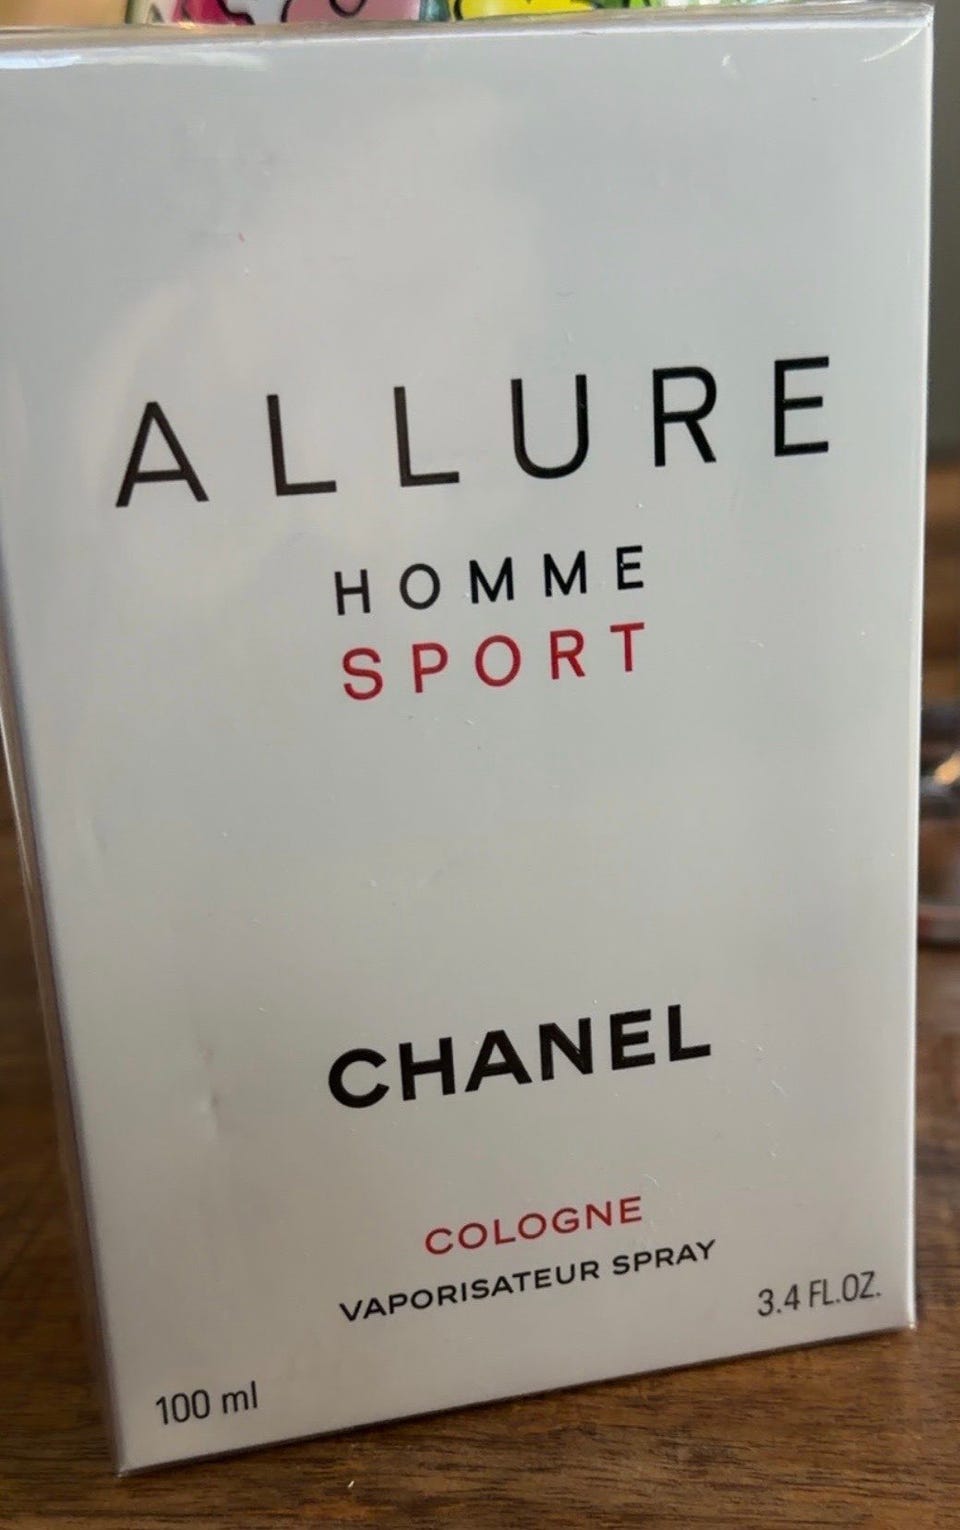 ALLURE
HOMME
SPORT
CHANEL
COLOGNE
VAPORISATEUR SPRAY
100 ml
3.4 FL.OZ.